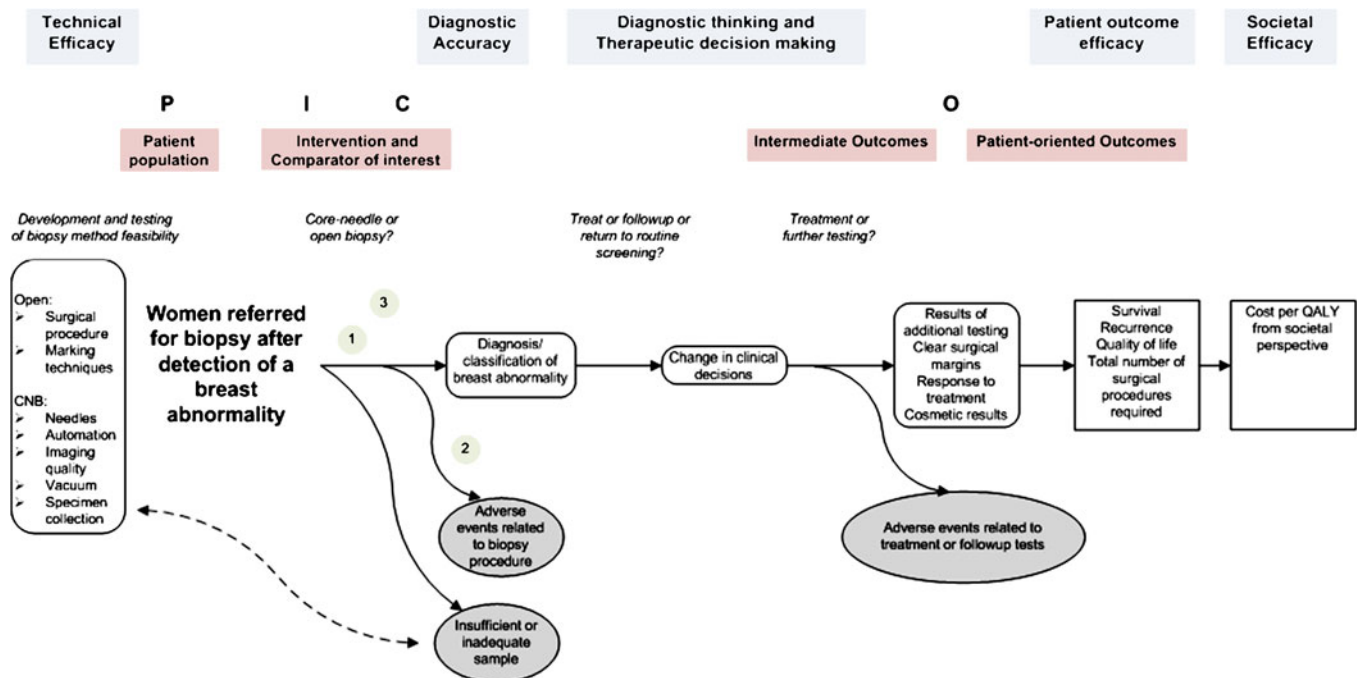 Technical
Efficacy
Diagnostic
Accuracy
Diagnostic thinking and
Therapeutic decision making
Patient outcome
efficacy
Societal
Efficacy
P
I
C
O
Patient
population
Intervention and
Comparator of interest
Intermediate Outcomes
Patient-oriented Outcomes
Development and testing
of biopsy method feasibility
Core-needle or
open biopsy?
Treat or followup or
return to routine
screening?
Treatment or
further testing?
Open:
➢ Surgical
procedure
➢ Marking
techniques
CNB:
➢ Needles
➢ Automation
➢ Imaging
quality
➢ Vacuum
➢ Specimen
collection
Women referred
for biopsy after
detection of a
breast
abnormality
1
3
2
Diagnosis/
classification of
breast abnormality
Change in clinical
decisions
Results of
additional testing
Clear surgical
margins
Response to
treatment
Cosmetic results
Survival
Recurrence
Quality of life
Total number of
surgical
procedures
required
Cost per QALY
from societal
perspective
Adverse
events related
to biopsy
procedure
Adverse events related to
treatment or followup tests
Insufficient or
inadequate
sample